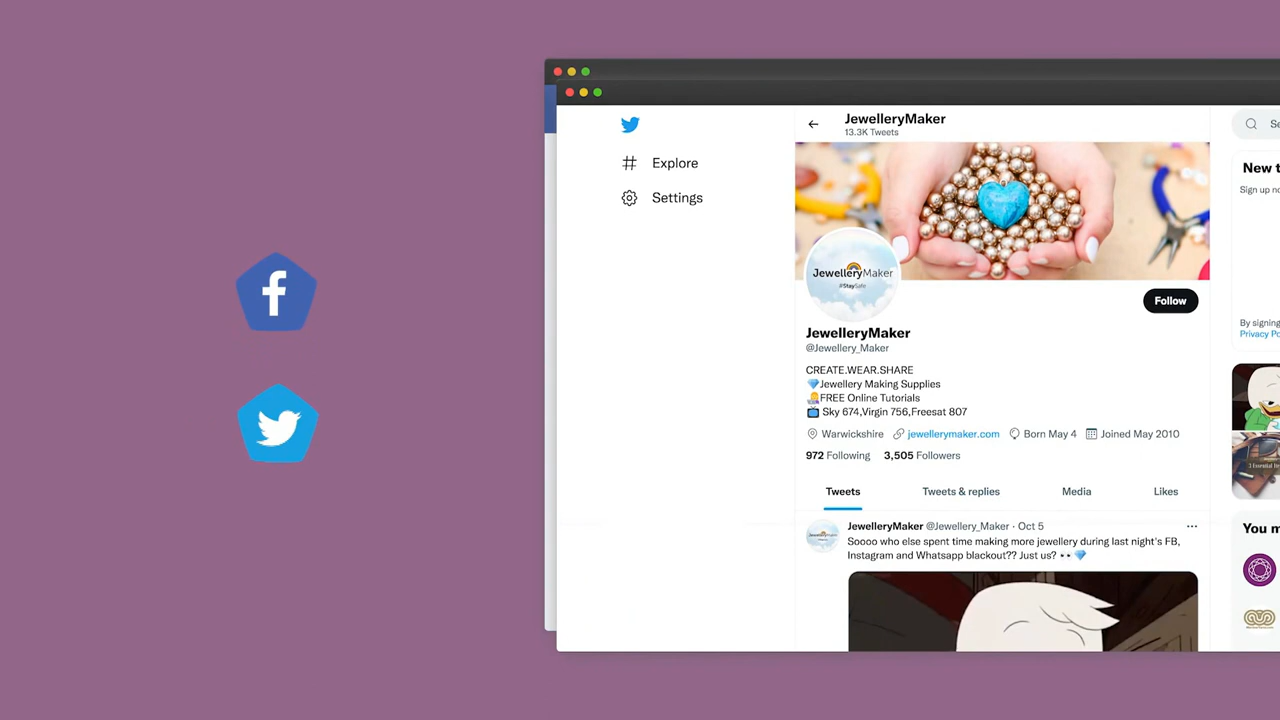 JewelleryMaker
13.3K Tweets
Explore
Settings
JewelleryMaker
#StaySafe
Follow
JewelleryMaker
@Jewellery_Maker
CREATE.WEAR.SHARE
💎Jewellery Making Supplies
FREE Online Tutorials
📺 Sky 674,Virgin 756,Freesat 807
Warwickshire jewellerymaker.com Born May 4 Joined May 2010
972 Following 3,505 Followers
Tweets Tweets & replies Media Likes
JewelleryMaker @Jewellery_Maker · Oct 5 ...
Soooo who else spent time making more jewellery during last night's FB,
Instagram and Whatsapp blackout?? Just us? 👀 💎
Se
New t
Sign up no
By signing
Privacy Po
You m